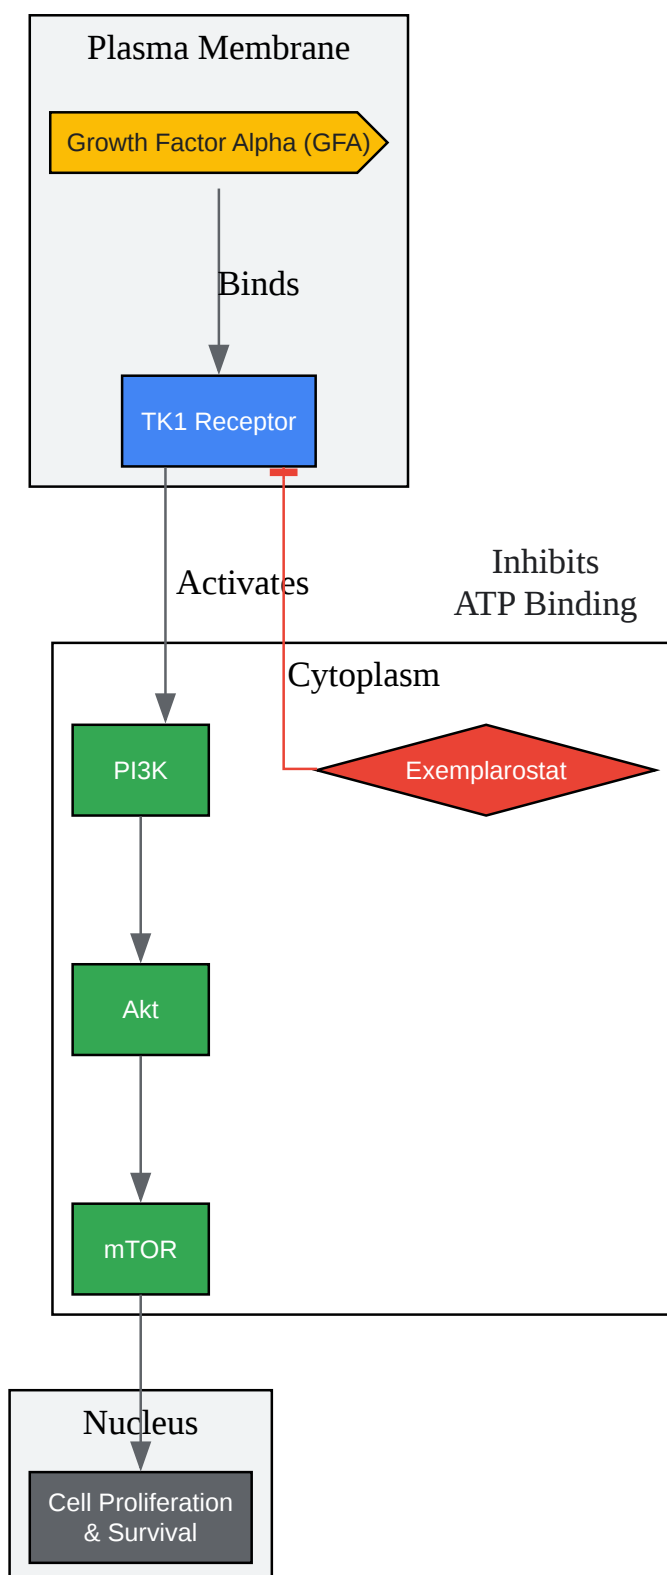 Plasma Membrane
Growth Factor Alpha (GFA)
Binds
TK1 Receptor
Activates
Inhibits
ATP Binding
Cytoplasm
PI3K
Exemplarostat
Akt
mTOR
Nucleus
Cell Proliferation
& Survival